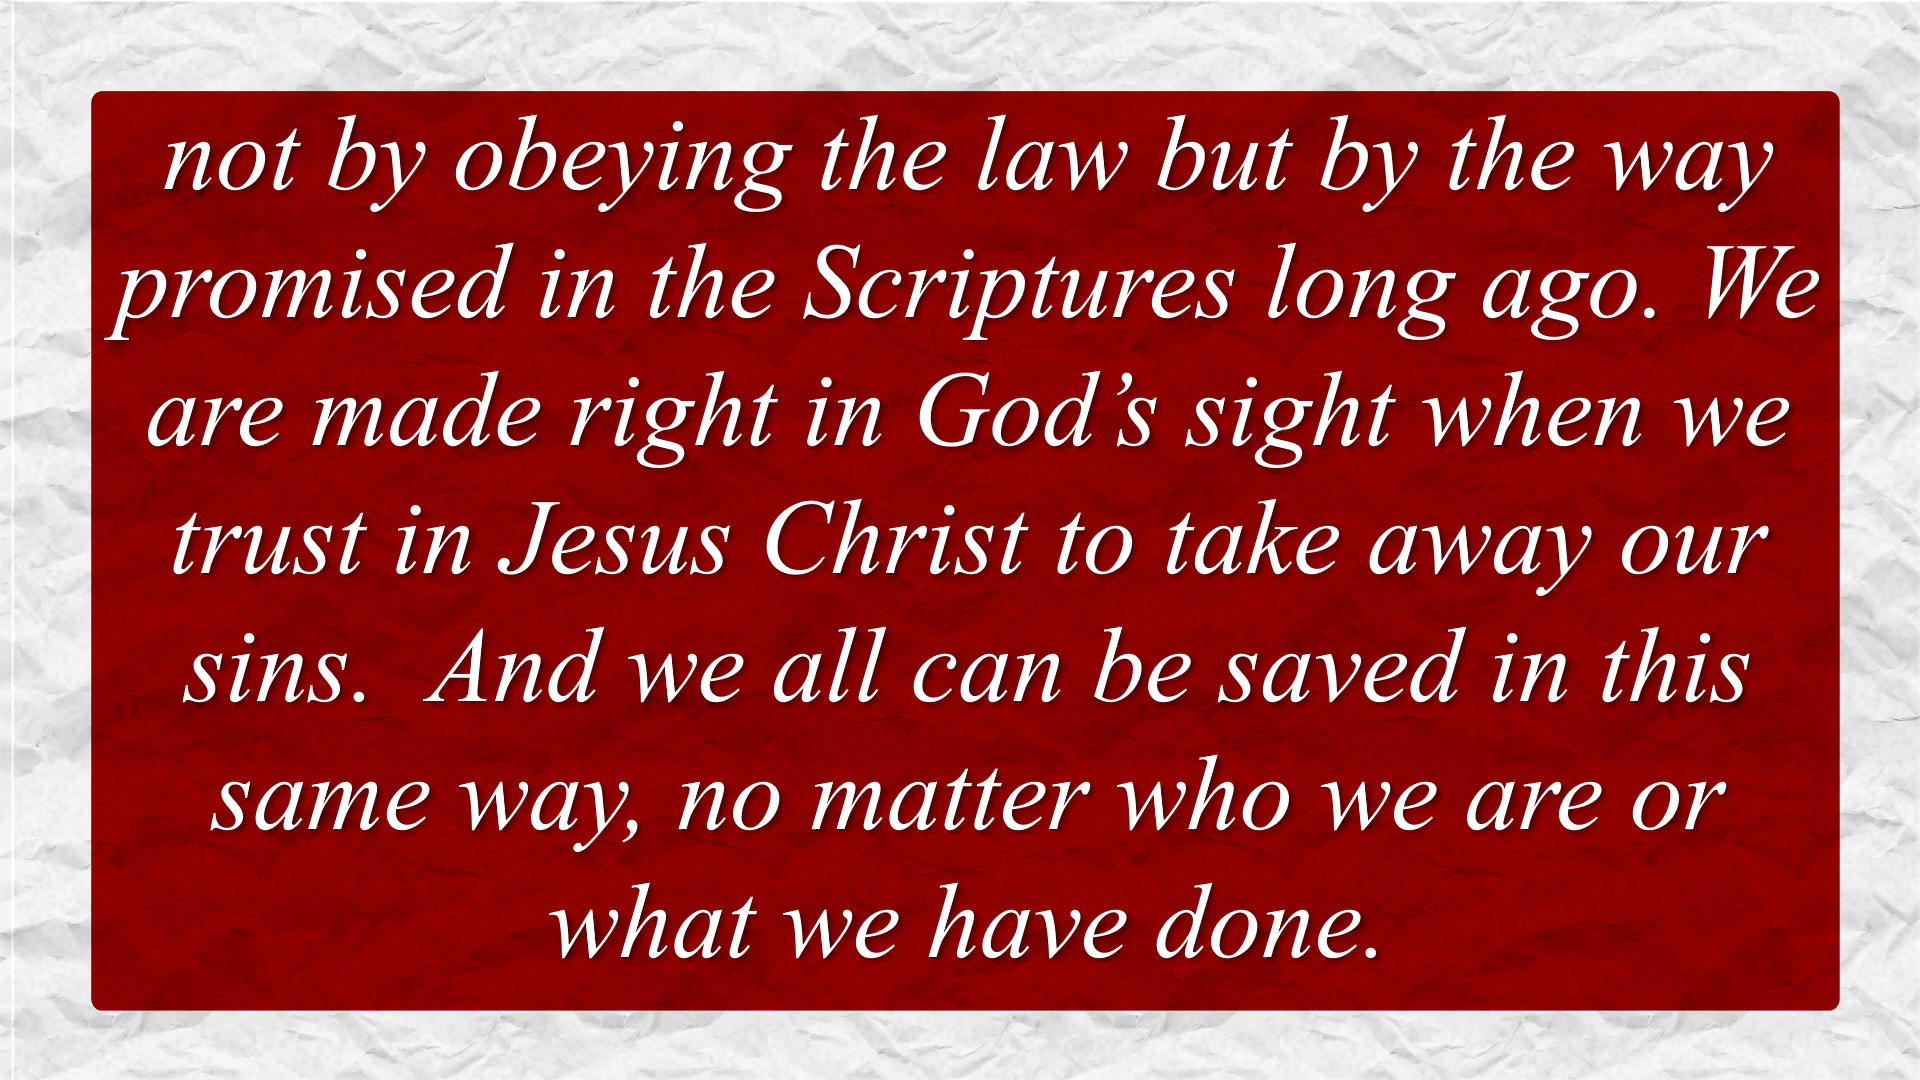 not by obeying the law but by the way
promised in the Scriptures long ago. We
are made right in God’s sight when we
trust in Jesus Christ to take away our
sins.  And we all can be saved in this
same way, no matter who we are or
what we have done.